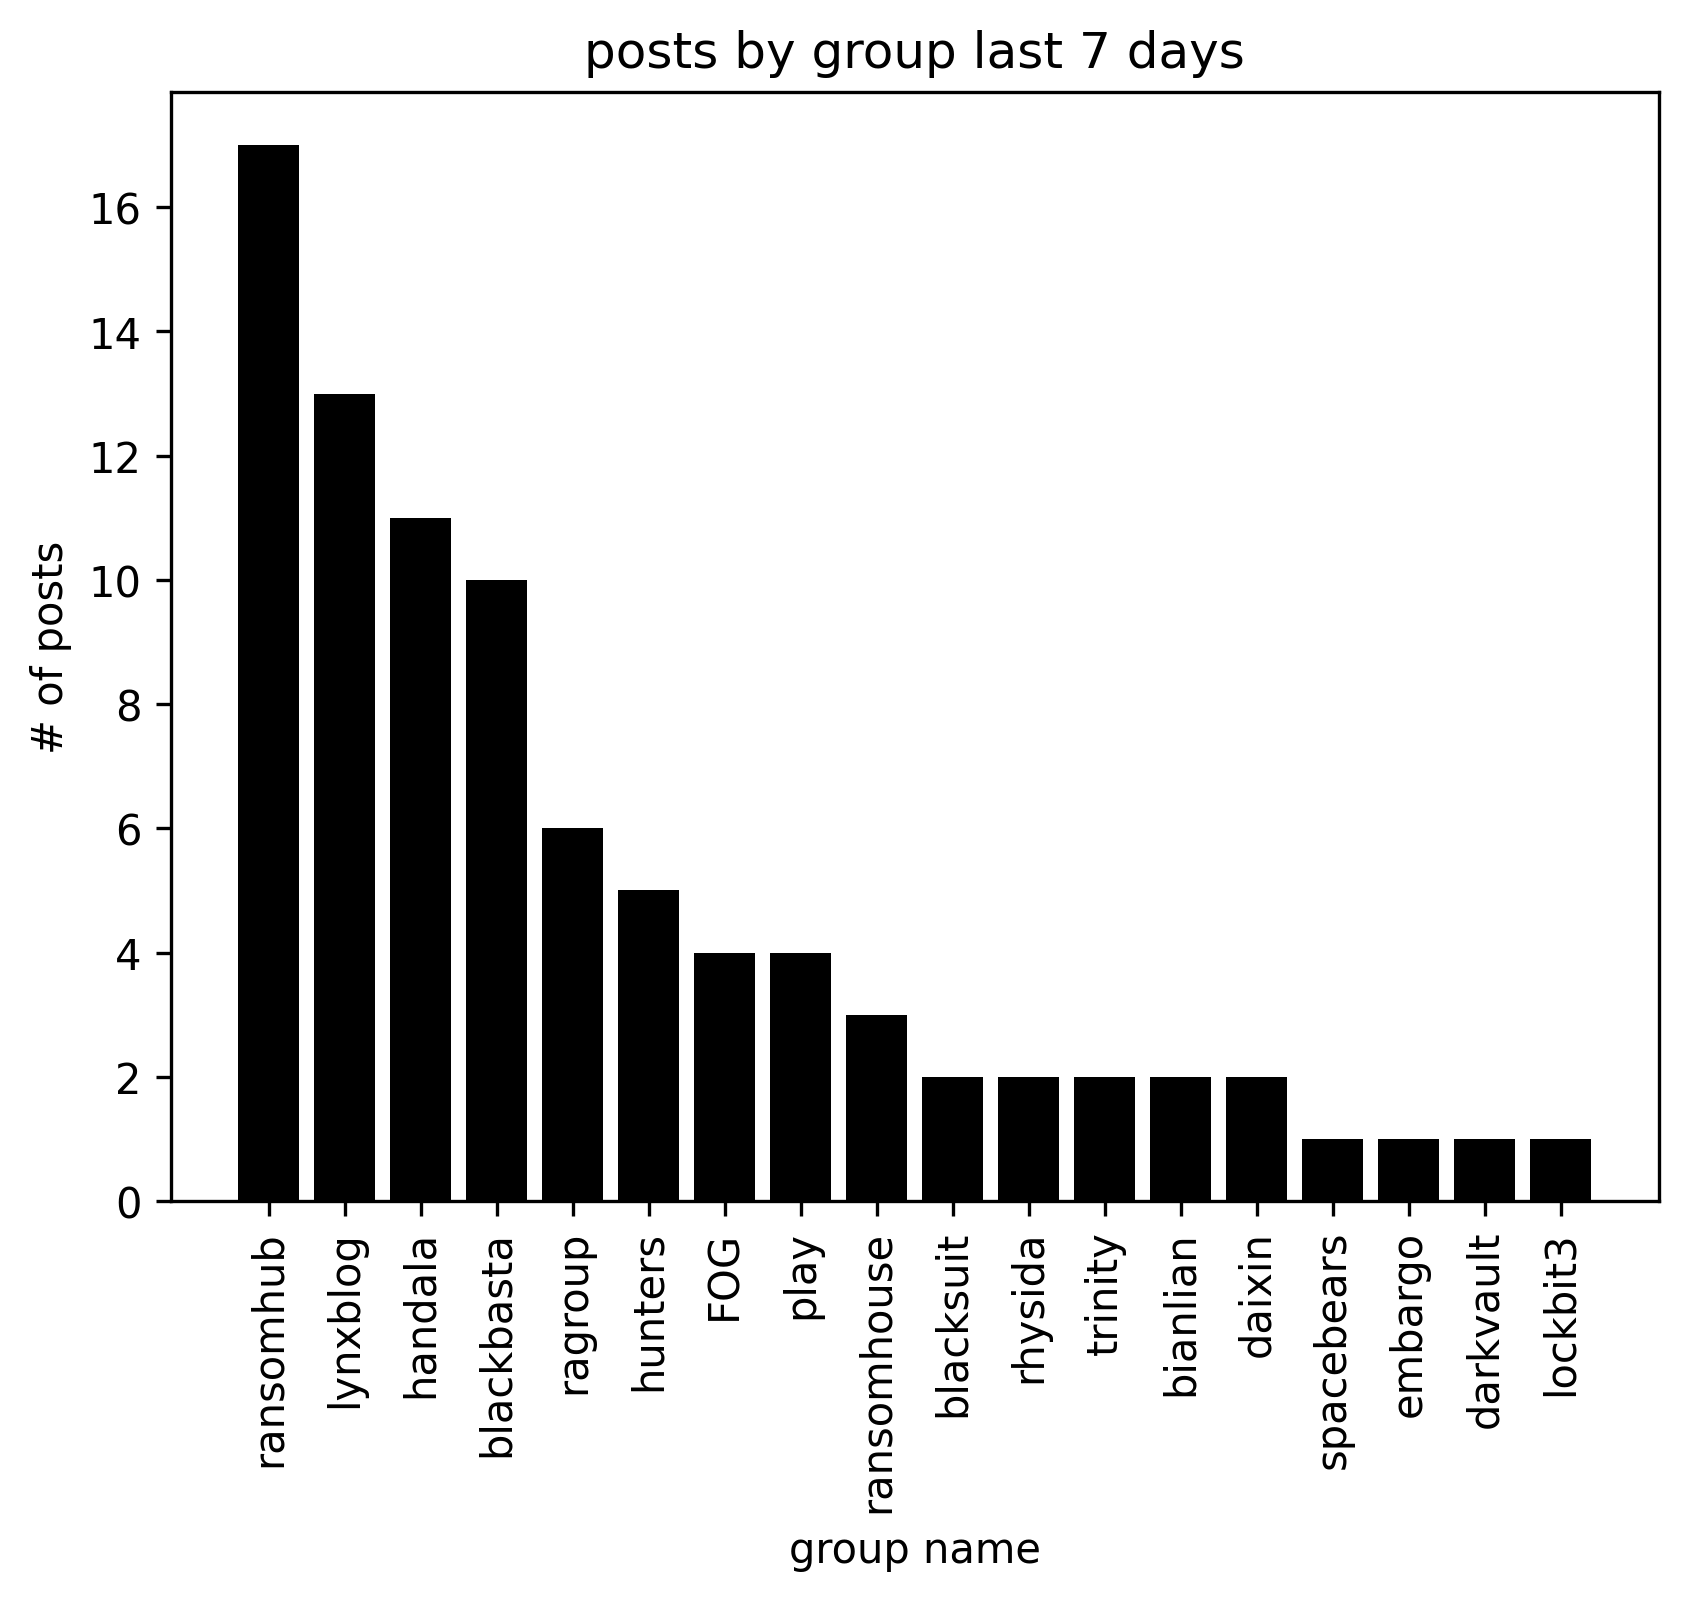 posts by group last 7 days
# of posts
16
14
12
10
8
6
4
2
0
ransomhub
lynxblog
handala
blackbasta
ragroup
hunters
FOG
play
ransomhouse
blacksuit
rhysida
trinity
bianlian
daixin
spacebears
embargo
darkvault
lockbit3
group name